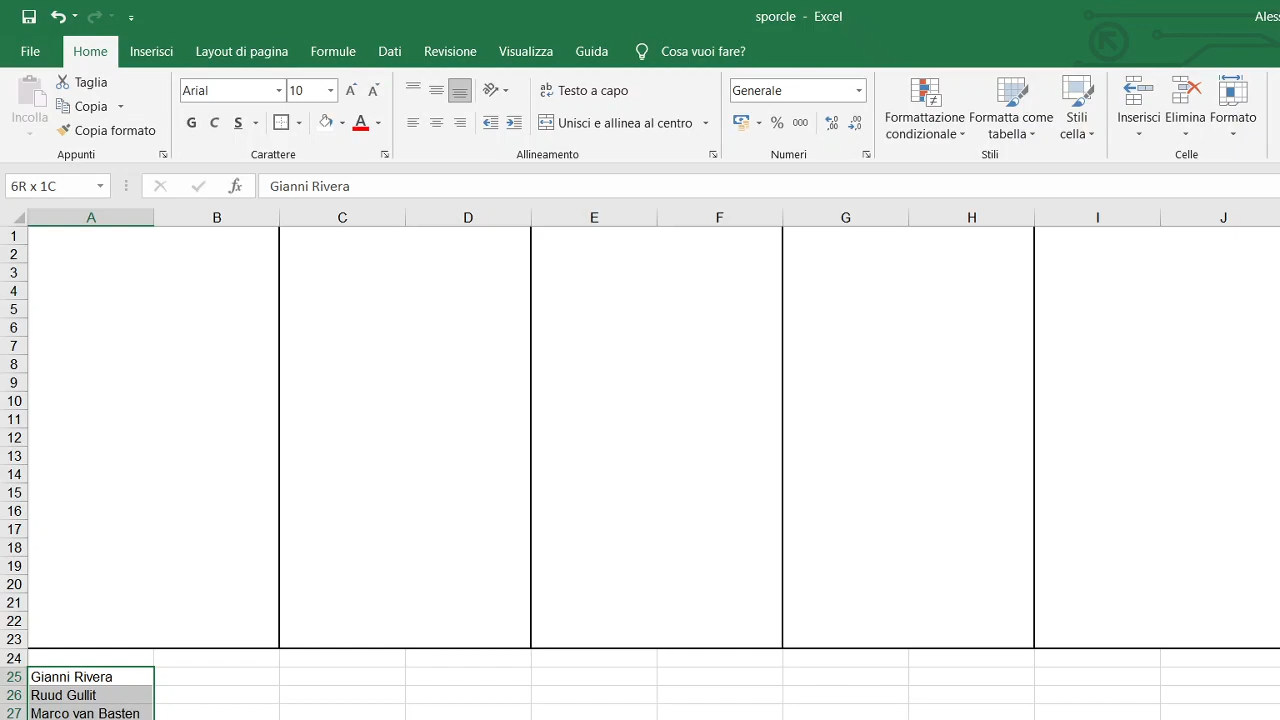 sporcle - Excel
Aless
File Home Inserisci Layout di pagina Formule Dati Revisione Visualizza Guida Cosa vuoi fare?
Incolla
Taglia
Copia
Copia formato
Appunti
Arial 10
G C S
A
Carattere
Testo a capo
Unisci e allinea al centro
Allineamento
Generale
% 000
Numeri
Formattazione condizionale
Formatta come tabella
Stili cella
Stili
Inserisci Elimina Formato
Celle
6R x 1C fx Gianni Rivera
A B C D E F G H I J
1
2
3
4
5
6
7
8
9
10
11
12
13
14
15
16
17
18
19
20
21
22
23
24
25 Gianni Rivera
26 Ruud Gullit
27 Marco van Basten